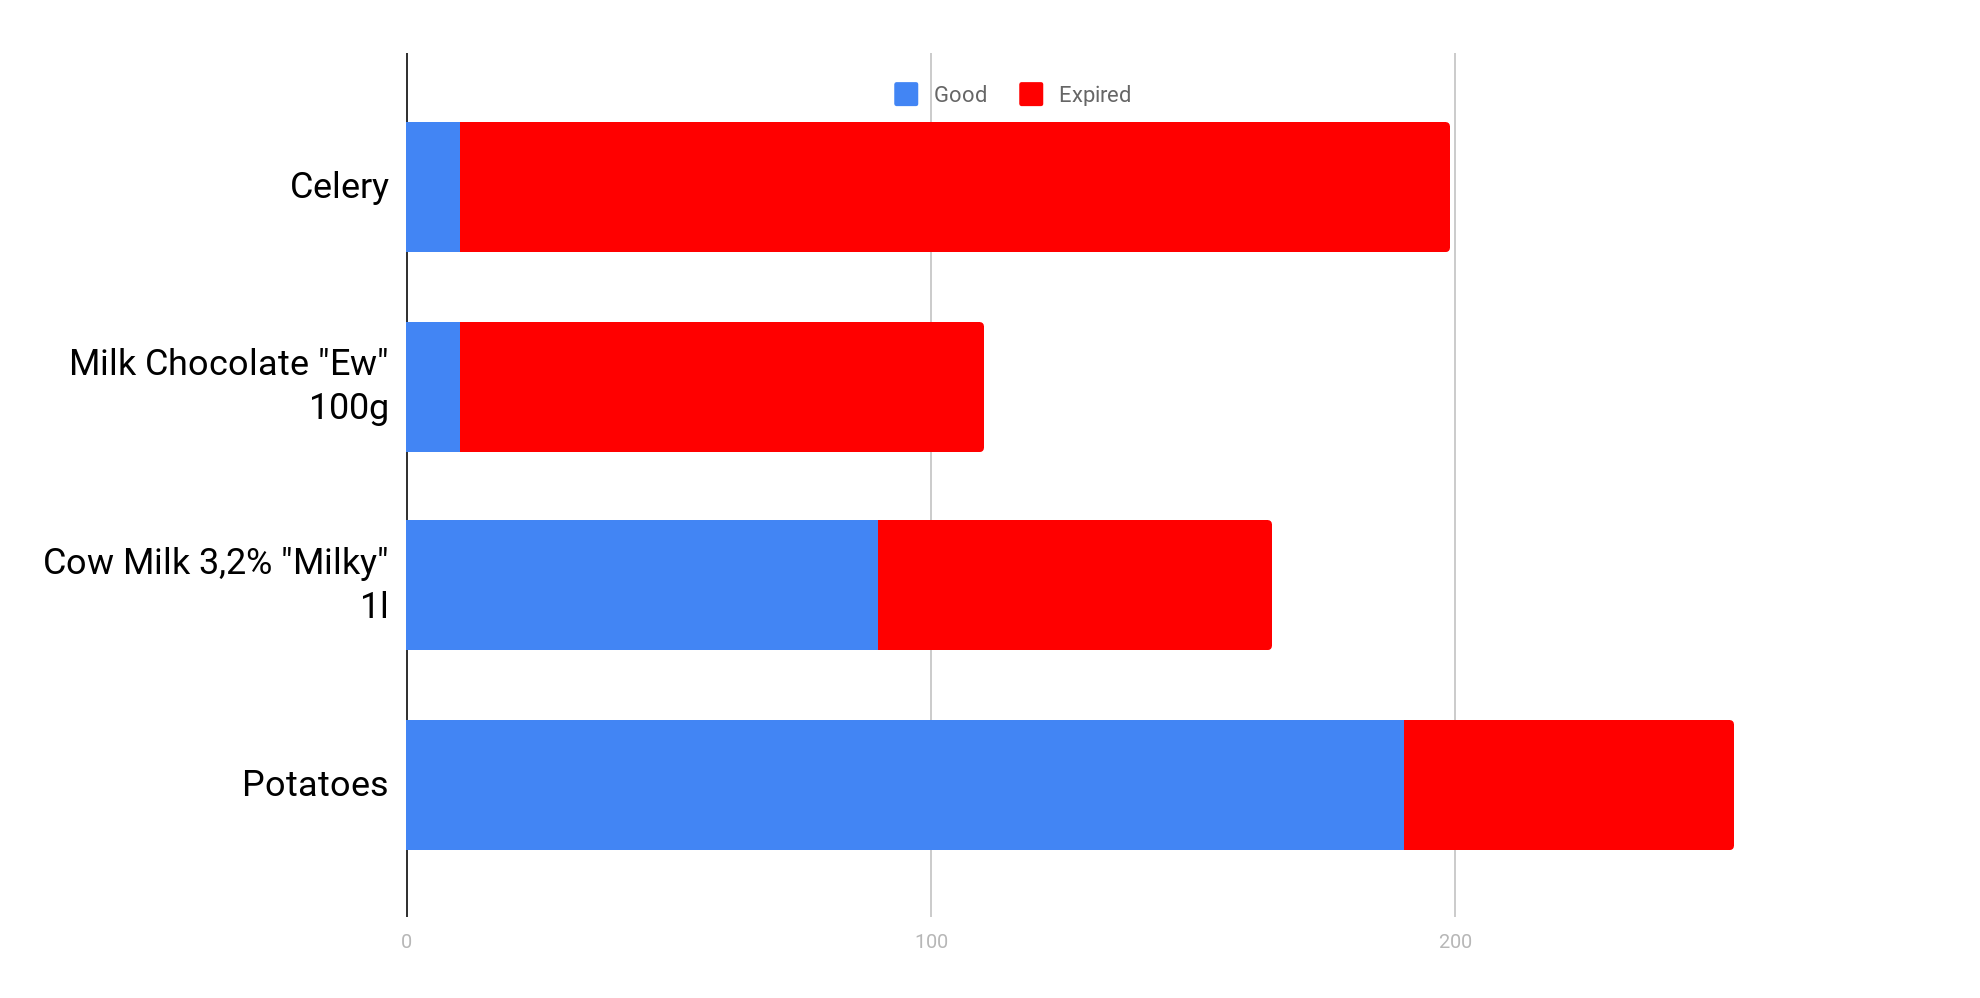 Good Expired
Celery
Milk Chocolate "Ew"
100g
Cow Milk 3,2% "Milky"
1l
Potatoes
0 100 200